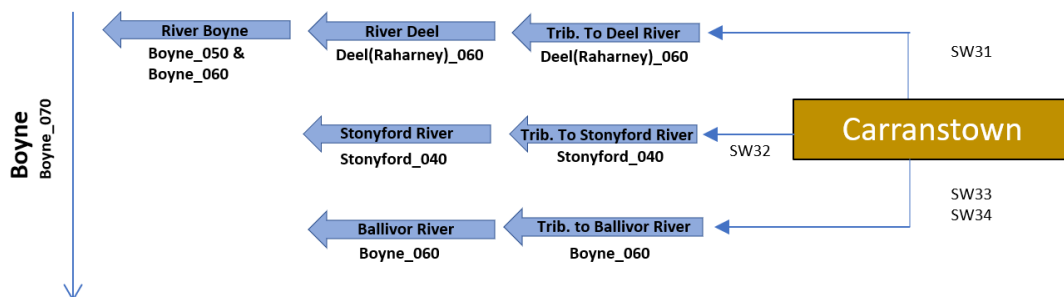 River Boyne
River Deel
Trib. To Deel River
Boyne_050 &
Boyne_060
Deel(Raharney)_060
Deel(Raharney)_060
SW31
Boyne
Boyne_070
Stonyford River
Trib. To Stonyford River
Carranstown
Stonyford_040
Stonyford_040
SW32
SW33
SW34
Ballivor River
Trib. to Ballivor River
Boyne_060
Boyne_060